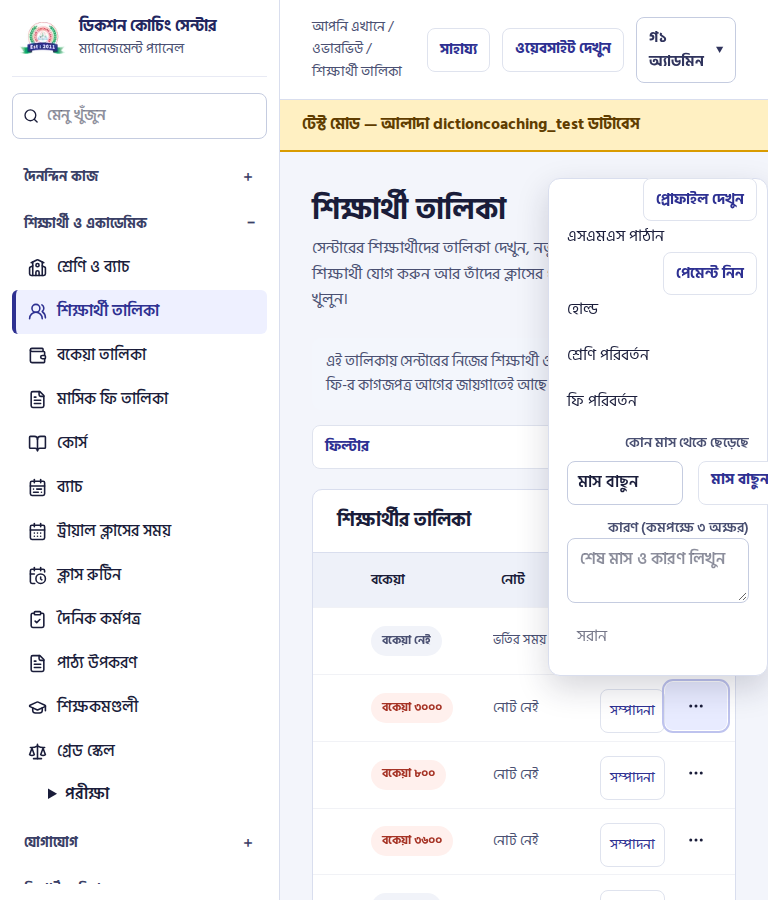 ডিকশন কোচিং সেন্টার
ম্যানেজমেন্ট প্যানেল
Est : 2011
মেনু খুঁজুন
দৈনন্দিন কাজ
শিক্ষার্থী ও একাডেমিক
শ্রেণি ও ব্যাচ
শিক্ষার্থী তালিকা
বকেয়া তালিকা
মাসিক ফি তালিকা
কোর্স
ব্যাচ
ট্রায়াল ক্লাসের সময়
ক্লাস রুটিন
দৈনিক কর্মপত্র
পাঠ্য উপকরণ
শিক্ষকমণ্ডলী
গ্রেড স্কেল
পরীক্ষা
যোগাযোগ
আপনি এখানে /
ওভারভিউ /
শিক্ষার্থী তালিকা
সাহায্য
ওয়েবসাইট দেখুন
গ১
অ্যাডমিন
টেস্ট মোড — আলাদা dictioncoaching_test ডাটাবেস
শিক্ষার্থী তালিকা
সেন্টারের শিক্ষার্থীদের তালিকা দেখুন,
শিক্ষার্থী যোগ করুন আর তাঁদের ক্লাসের
খুলুন।
এই তালিকায় সেন্টারের নিজের শিক্ষার্থী
ফি-র কাগজপত্র আগের জায়গাতেই আছে
ফিল্টার
শিক্ষার্থীর তালিকা
বকেয়া নোট
বকেয়া নেই ভর্তির সময়
বকেয়া ৩০০০ নোট নেই সম্পাদনা ...
বকেয়া ৮০০ নোট নেই সম্পাদনা ...
বকেয়া ৩৬০০ নোট নেই সম্পাদনা ...
প্রোফাইল দেখুন
এসএমএস পাঠান
পেমেন্ট নিন
হোল্ড
শ্রেণি পরিবর্তন
ফি পরিবর্তন
কোন মাস থেকে ছেড়েছে
মাস বাছুন মাস বাছুন
কারণ (কমপক্ষে ৩ অক্ষর)
শেষ মাস ও কারণ লিখুন
সরান